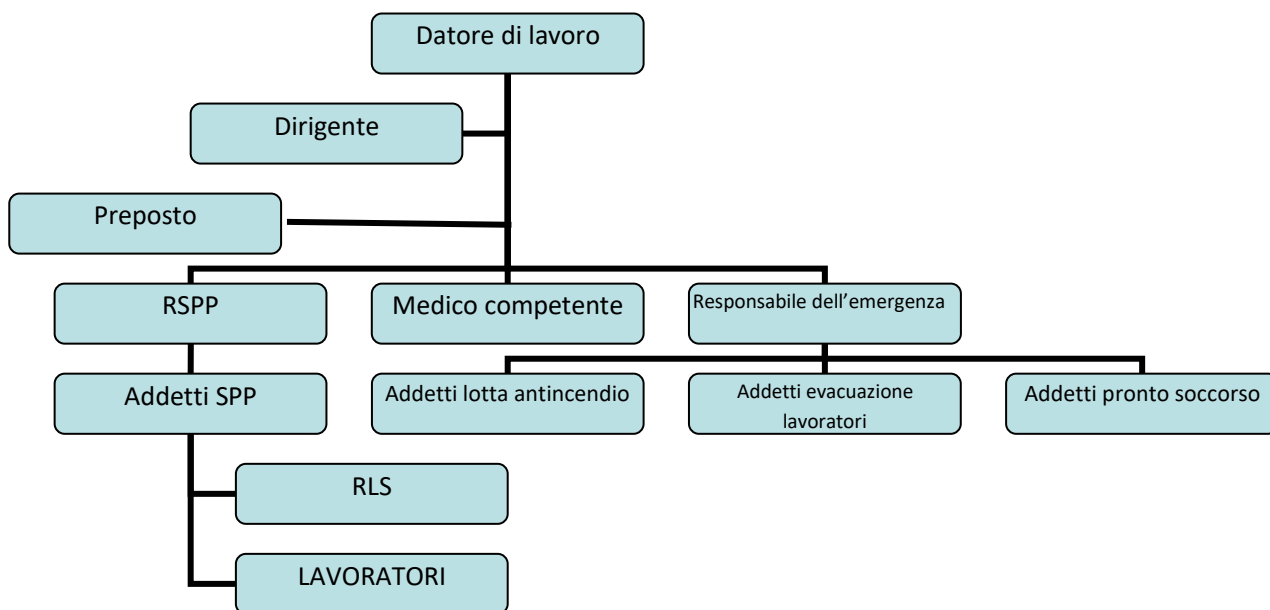 Datore di lavoro
Dirigente
Preposto
RSPP
Medico competente
Responsabile dell’emergenza
Addetti SPP
Addetti lotta antincendio
Addetti evacuazione
lavoratori
Addetti pronto soccorso
RLS
LAVORATORI